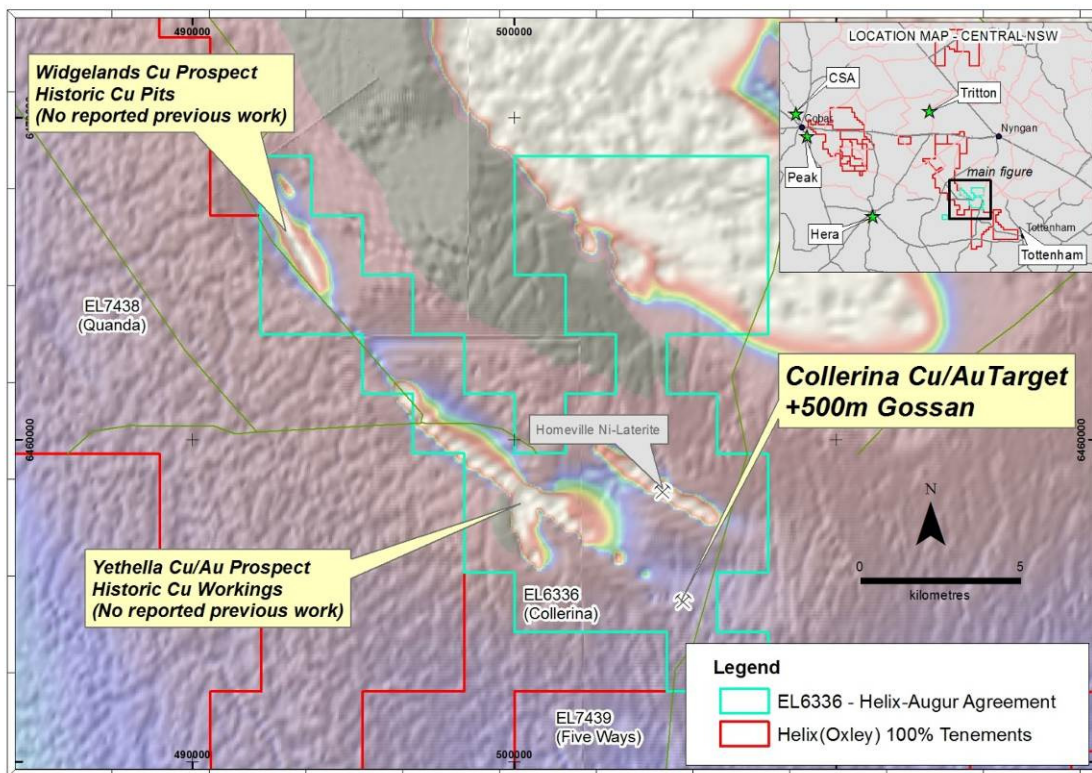 490000
500000
Widgelands Cu Prospect
Historic Cu Pits
(No reported previous work)
LOCATION MAP - CENTRAL NSW
CSA
Tritton
Cobar
Nyngan
Peak
main figure
Hera
Tottenham
Tottenham
EL7438
(Quanda)
Collerina Cu/AuTarget
+500m Gossan
Homeville Ni-Laterite
6460000
6460000
N
0 5
kilometres
Yethella Cu/Au Prospect
Historic Cu Workings
(No reported previous work)
EL6336
(Collerina)
Legend
EL6336 - Helix-Augur Agreement
Helix(Oxley) 100% Tenements
EL7439
(Five Ways)
490000
500000